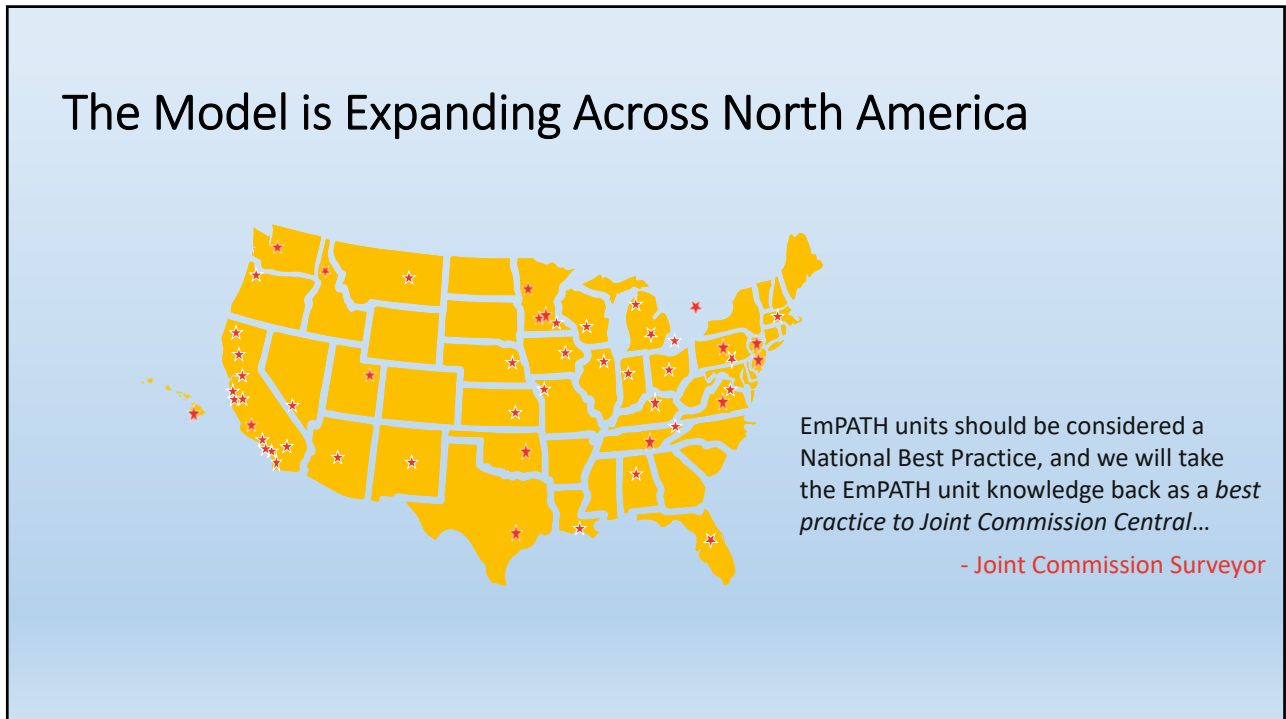 The Model is Expanding Across North America
EmPATH units should be considered a
National Best Practice, and we will take
the EmPATH unit knowledge back as a best
practice to Joint Commission Central…
- Joint Commission Surveyor